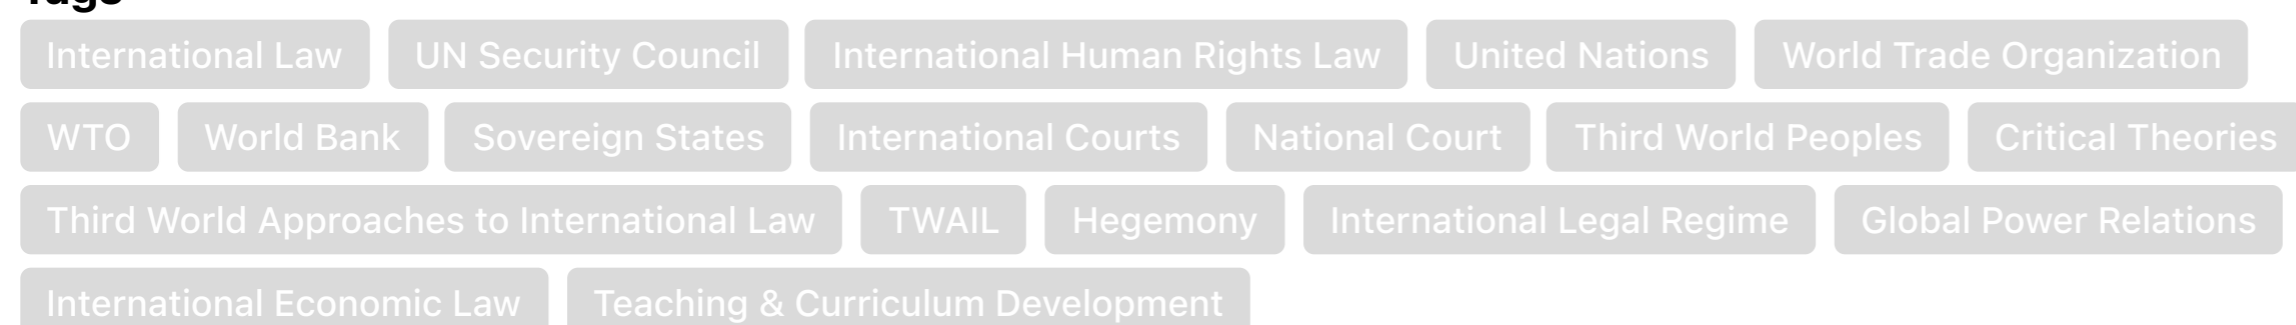 Tags
International Law UN Security Council International Human Rights Law United Nations World Trade Organization
WTO World Bank Sovereign States International Courts National Court Third World Peoples Critical Theories
Third World Approaches to International Law TWAIL Hegemony International Legal Regime Global Power Relations
International Economic Law Teaching & Curriculum Development